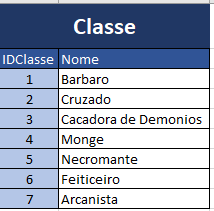 Classe
IDClasse Nome
1 Barbaro
2 Cruzado
3 Cacadora de Demonios
4 Monge
5 Necromante
6 Feiticeiro
7 Arcanista